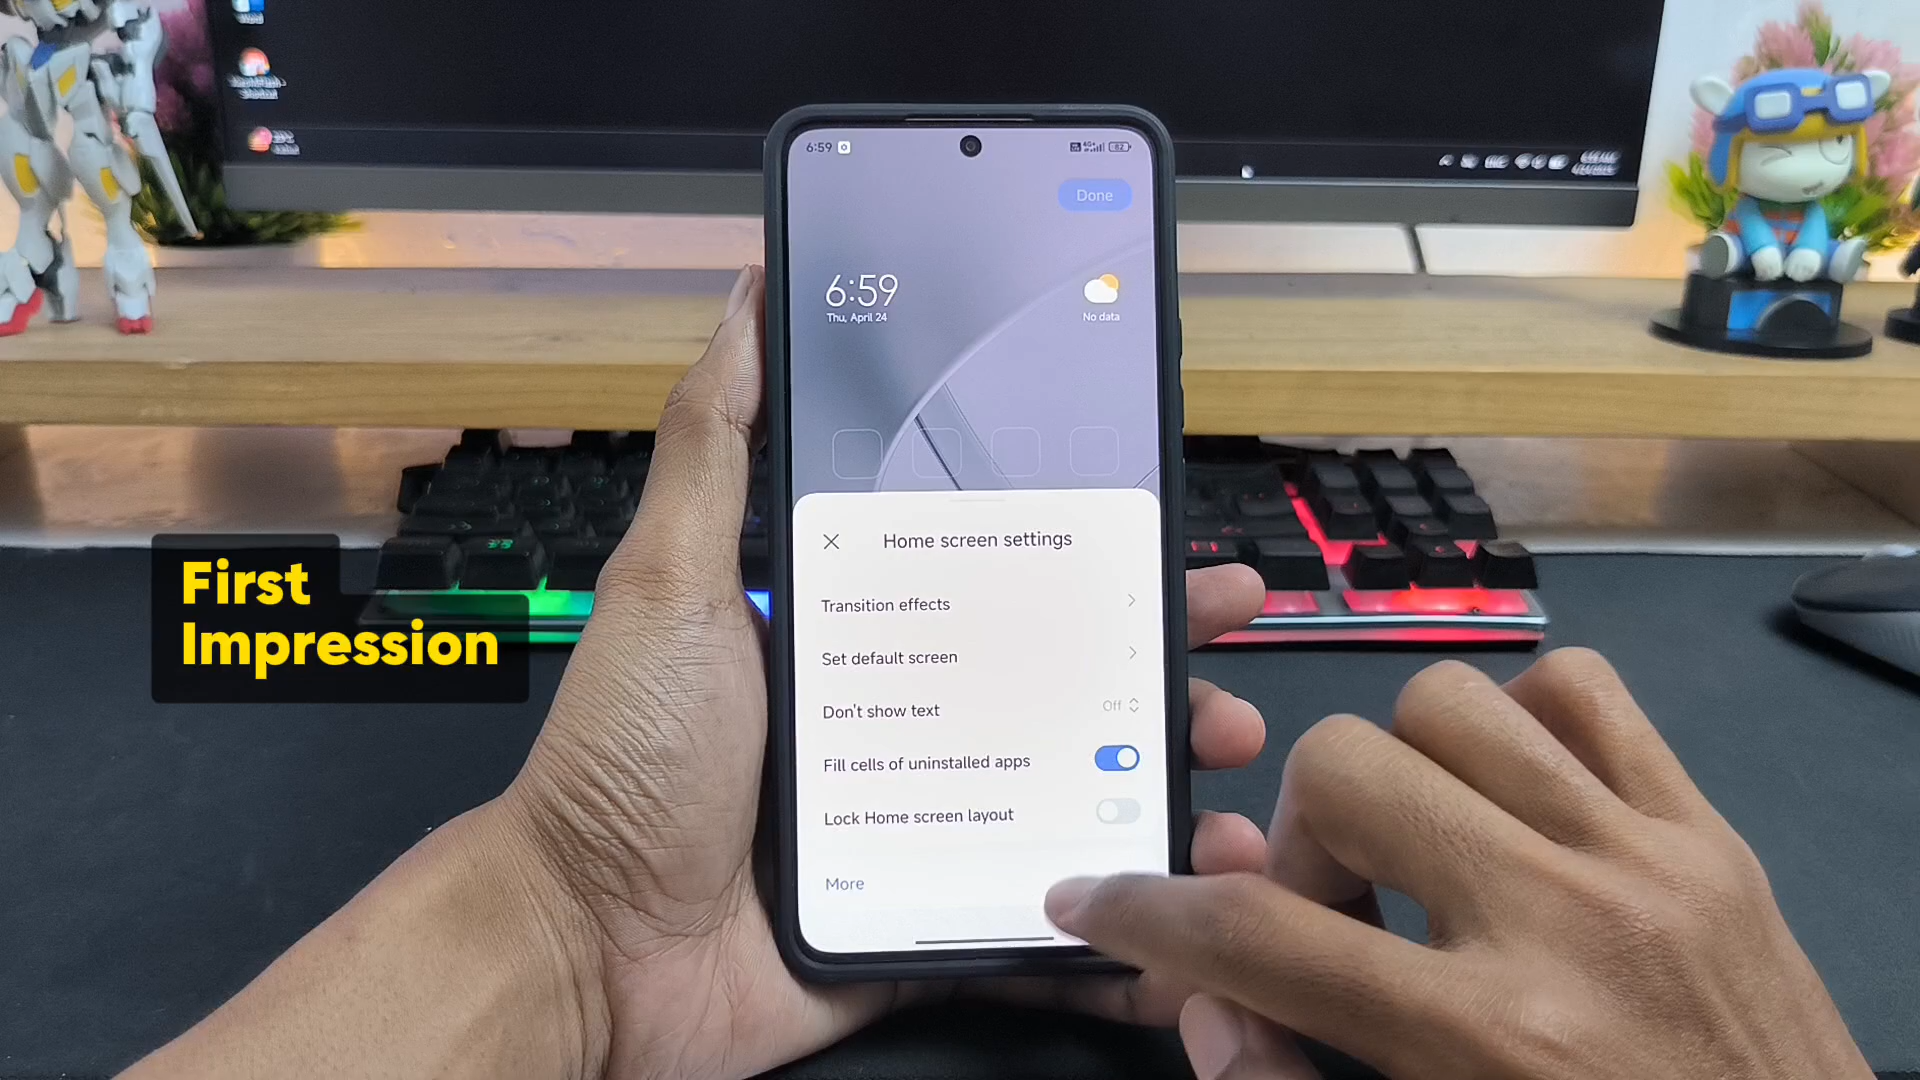 6:59
82
Done
6:59
Thu, April 24
No data
Home screen settings
Transition effects
Set default screen
Don't show text
Off
Fill cells of uninstalled apps
Lock Home screen layout
More
First
Impression